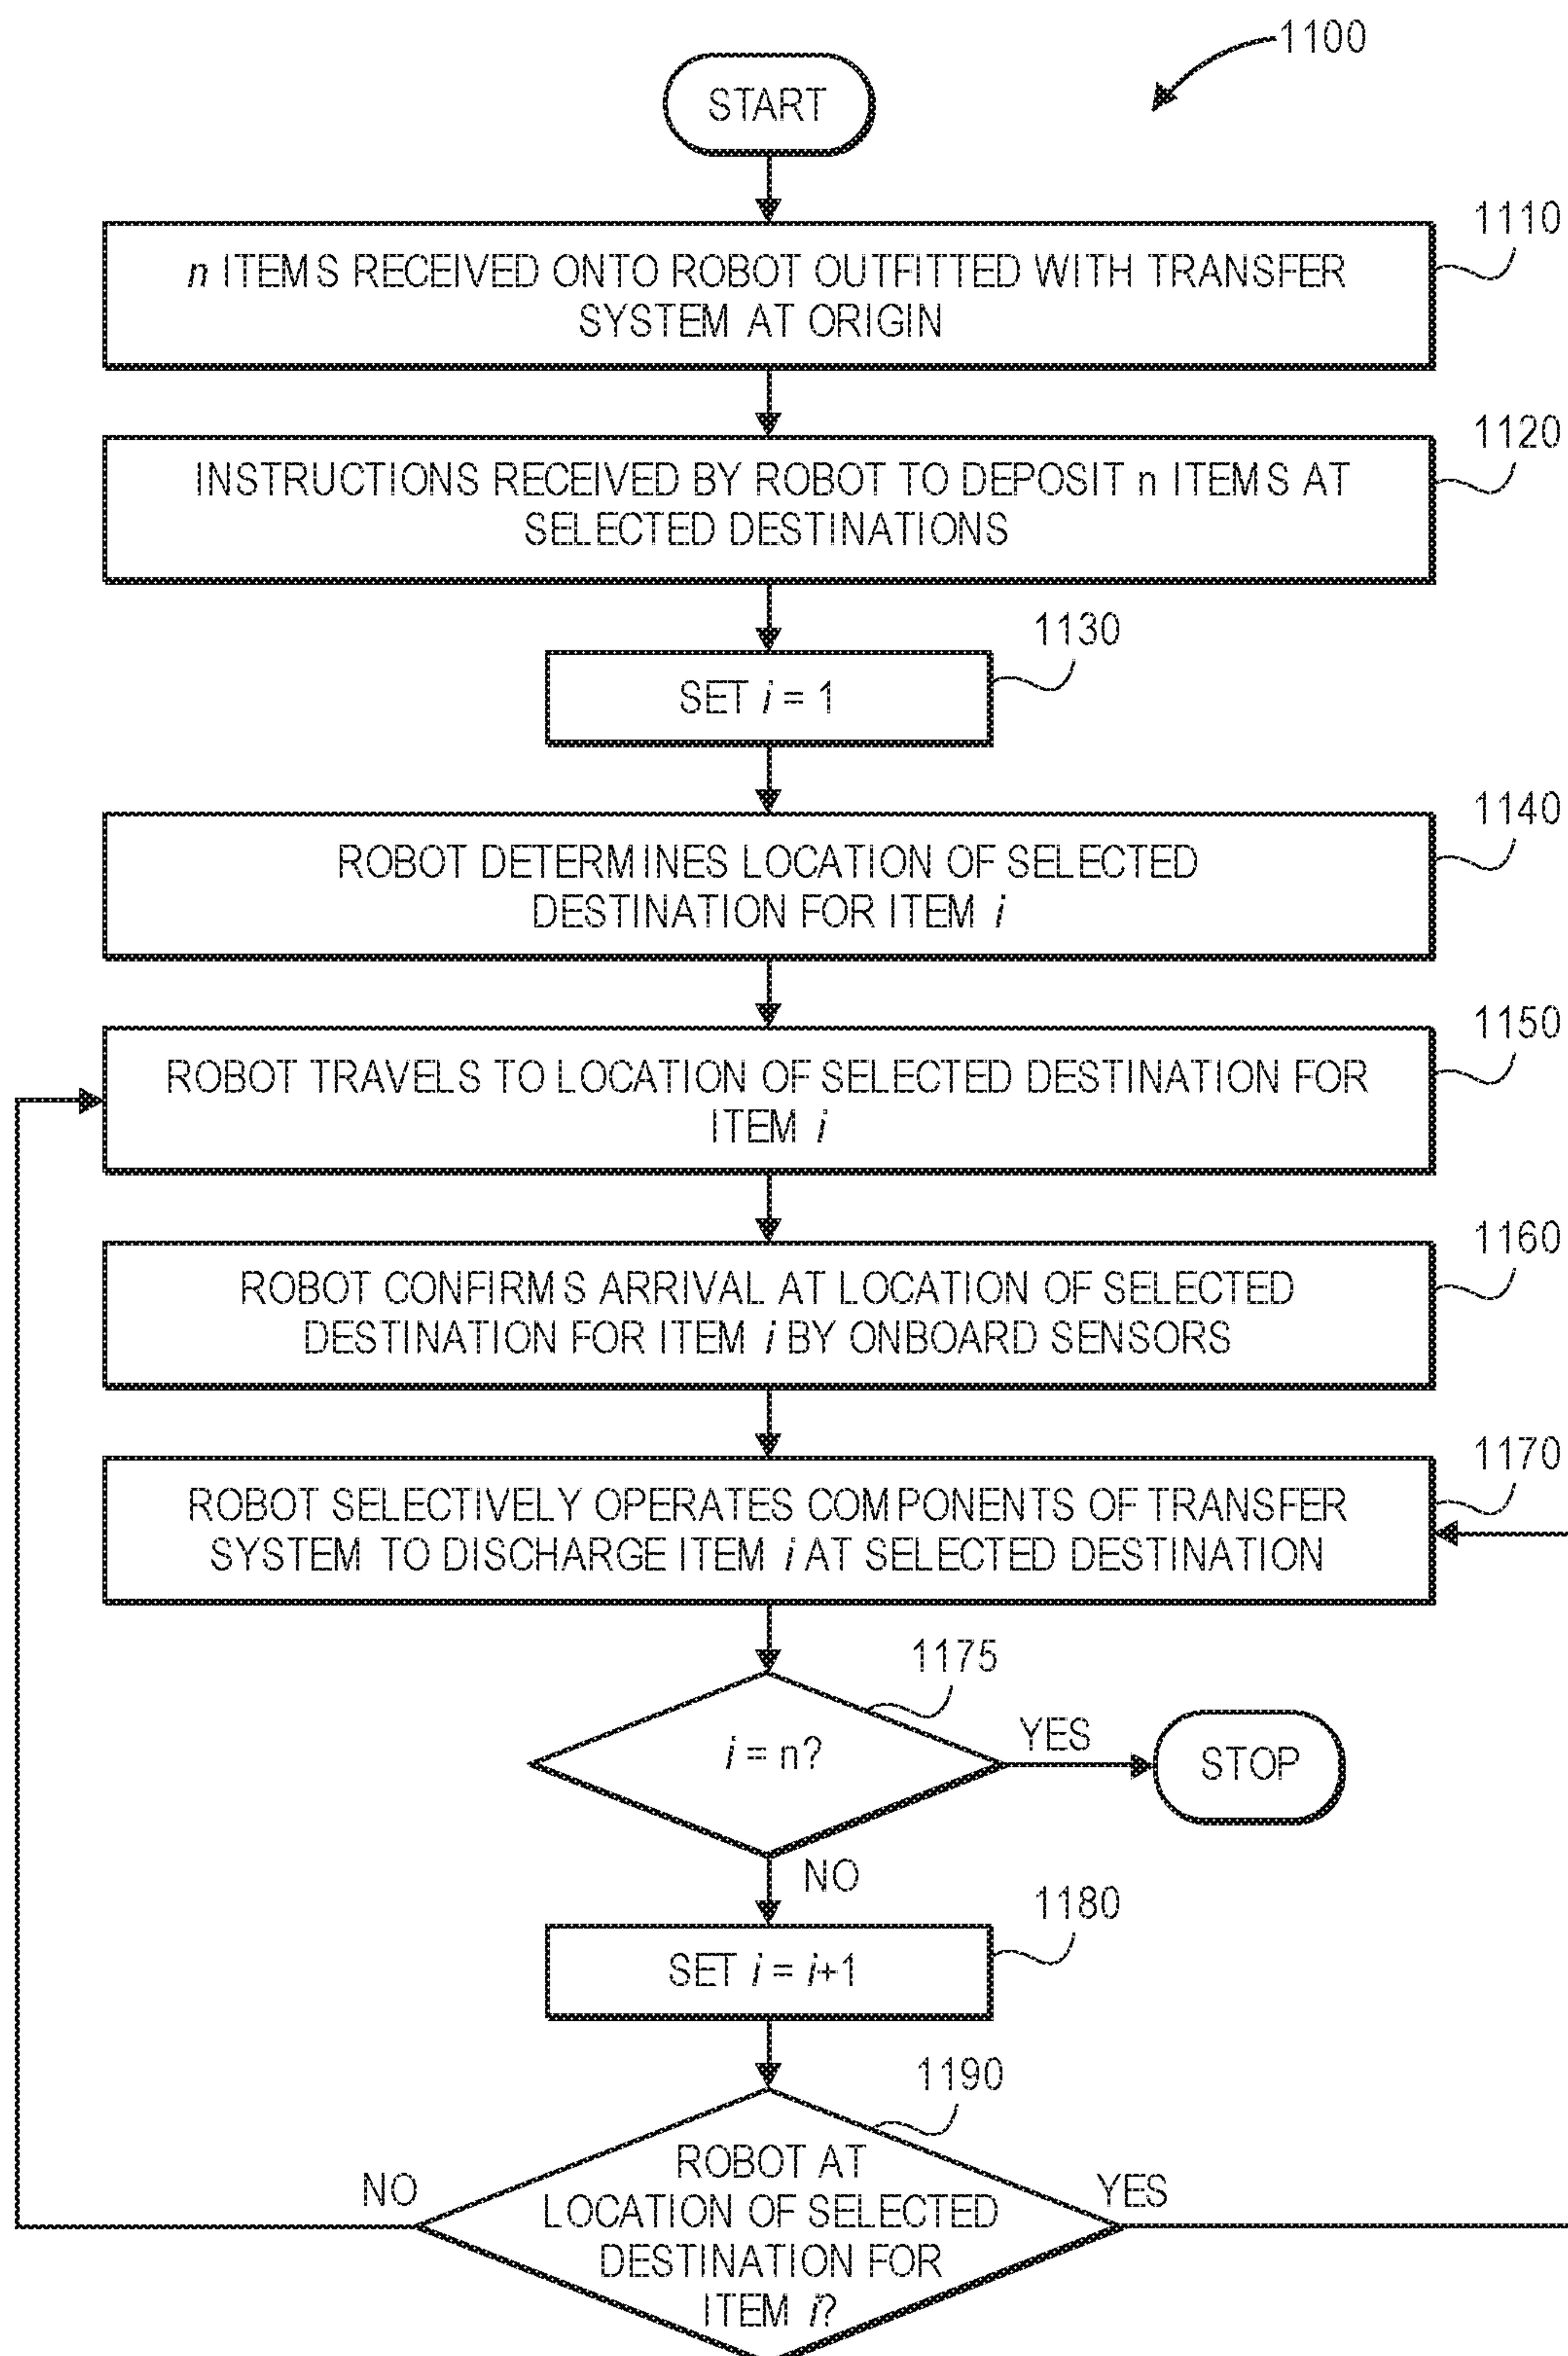 1100
START
1110
n ITEMS RECEIVED ONTO ROBOT OUTFITTED WITH TRANSFER
SYSTEM AT ORIGIN
1120
INSTRUCTIONS RECEIVED BY ROBOT TO DEPOSIT n ITEMS AT
SELECTED DESTINATIONS
1130
SET i = 1
1140
ROBOT DETERMINES LOCATION OF SELECTED
DESTINATION FOR ITEM i
1150
ROBOT TRAVELS TO LOCATION OF SELECTED DESTINATION FOR
ITEM i
1160
ROBOT CONFIRMS ARRIVAL AT LOCATION OF SELECTED
DESTINATION FOR ITEM i BY ONBOARD SENSORS
1170
ROBOT SELECTIVELY OPERATES COMPONENTS OF TRANSFER
SYSTEM TO DISCHARGE ITEM i AT SELECTED DESTINATION
1175
i = n?
YES
STOP
NO
1180
SET i = i+1
1190
ROBOT AT
LOCATION OF SELECTED
DESTINATION FOR
ITEM i?
NO
YES